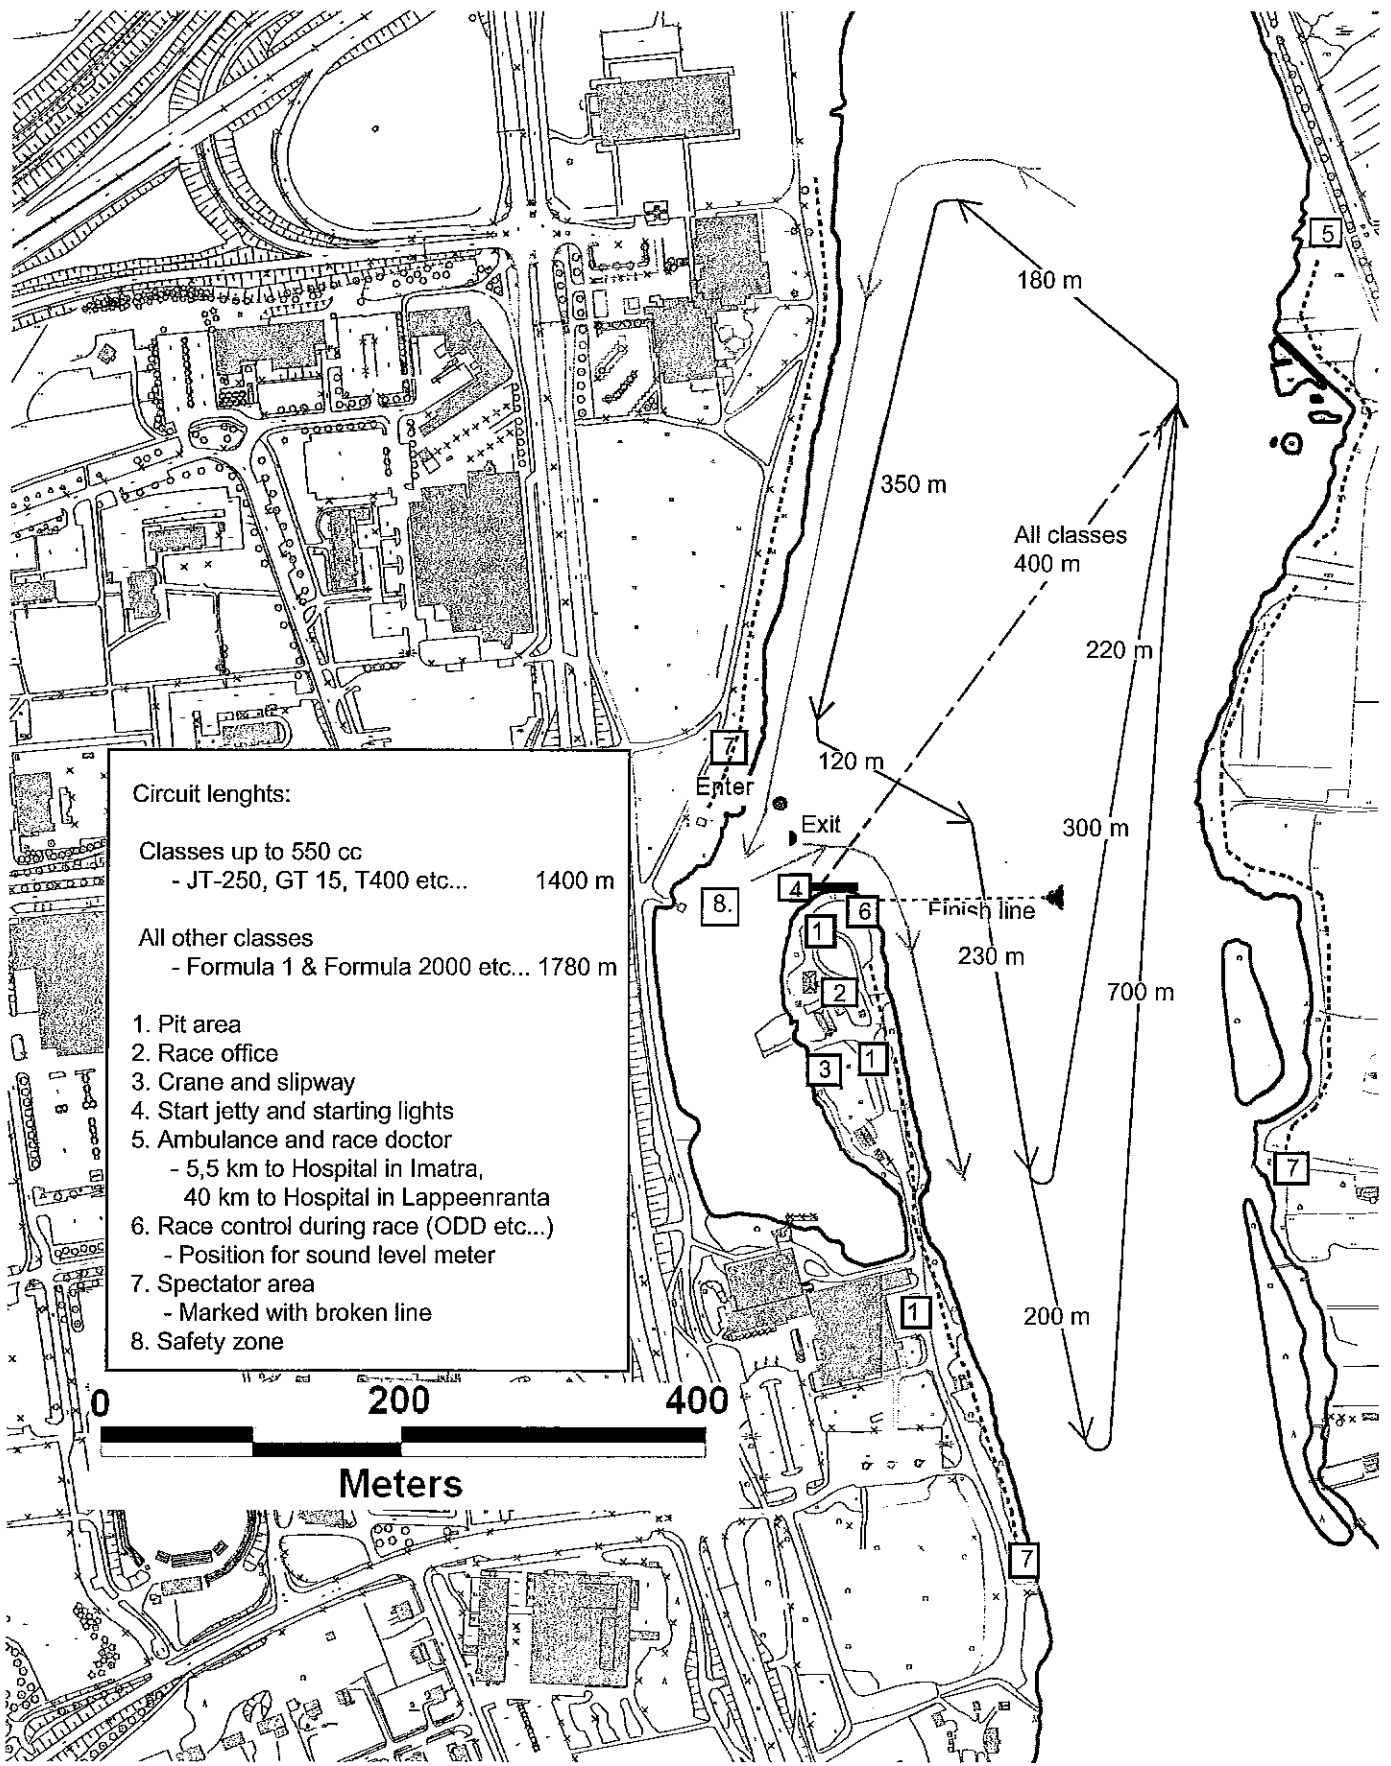 5
180 m
350 m
All classes
400 m
220 m
7
Enter
120 m
Exit
300 m
4
8.
6
Finish line
1
230 m
2
700 m
1
3
7
1
200 m
7
Circuit lenghts:
Classes up to 550 cc
- JT-250, GT 15, T400 etc... 1400 m
All other classes
- Formula 1 & Formula 2000 etc... 1780 m
1. Pit area
2. Race office
3. Crane and slipway
4. Start jetty and starting lights
5. Ambulance and race doctor
- 5,5 km to Hospital in Imatra,
40 km to Hospital in Lappeenranta
6. Race control during race (ODD etc...)
- Position for sound level meter
7. Spectator area
- Marked with broken line
8. Safety zone
0 200 400
Meters